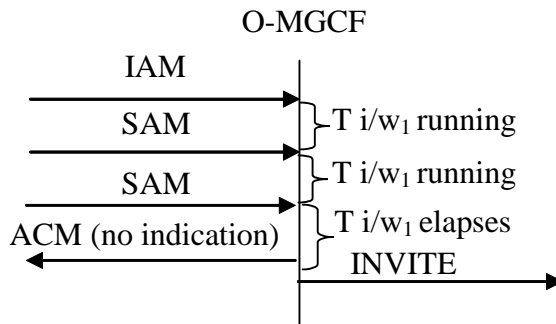 O-MGCF
IAM
SAM
T i/w1 running
SAM
T i/w1 running
ACM (no indication)
T i/w1 elapses
INVITE